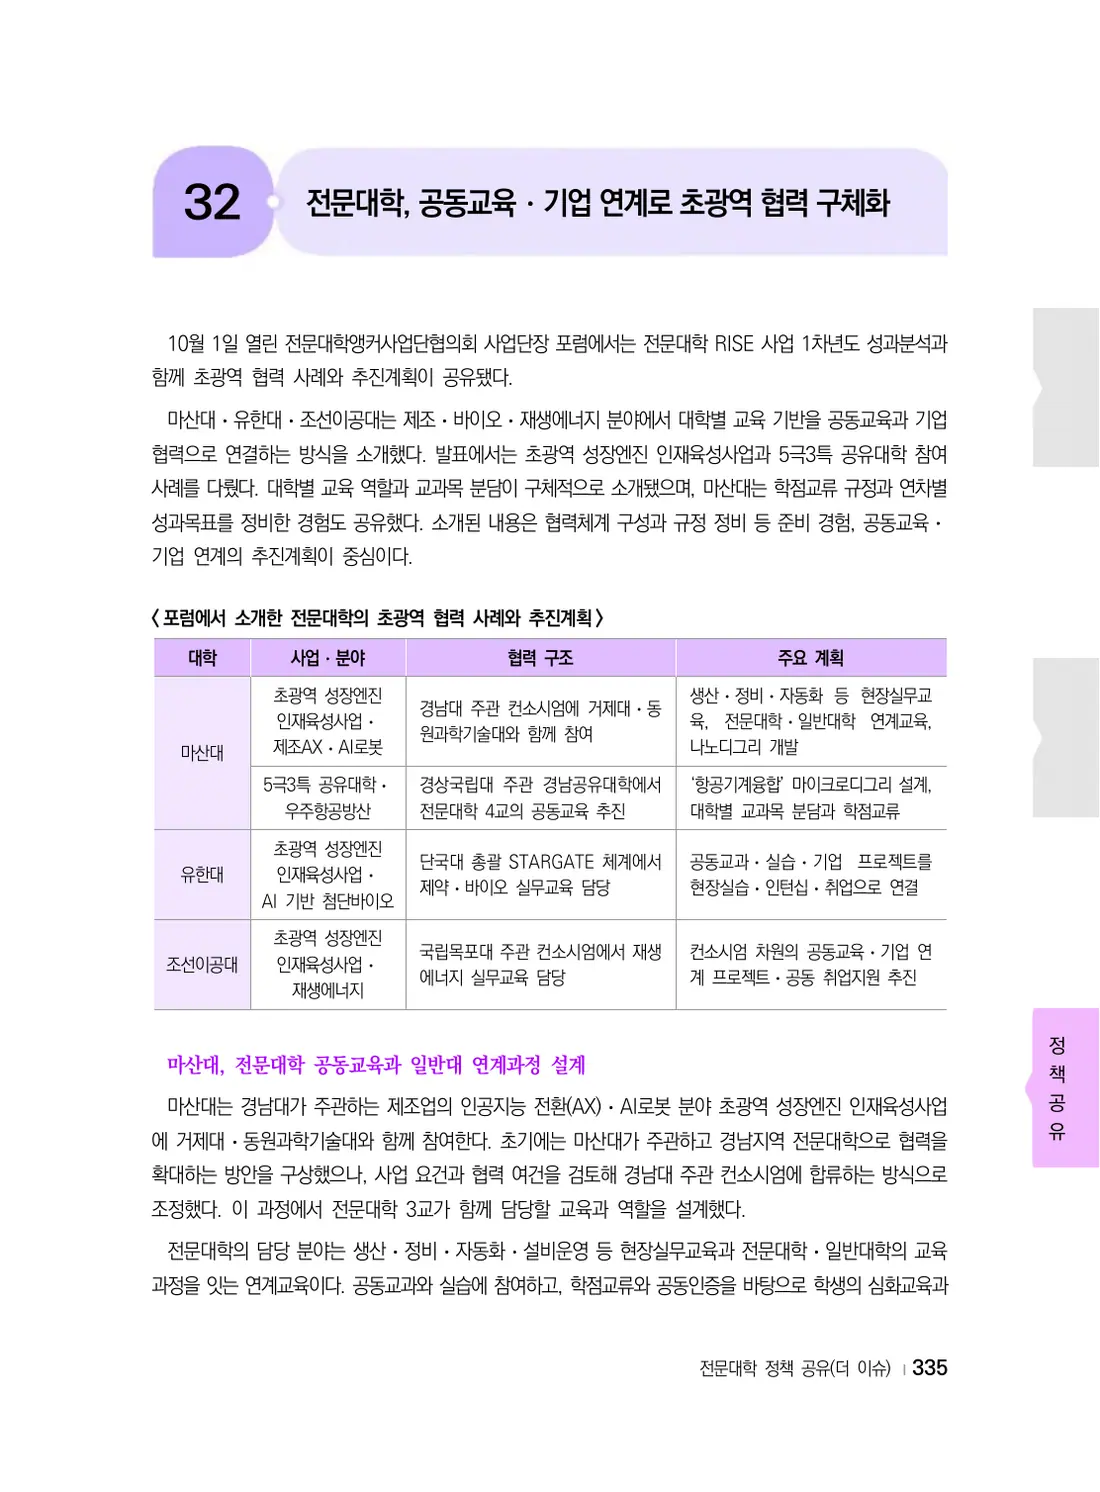 32
전문대학, 공동교육 · 기업 연계로 초광역 협력 구체화
10월 1일 열린 전문대학앵커사업단협의회 사업단장 포럼에서는 전문대학 RISE 사업 1차년도 성과분석과
함께 초광역 협력 사례와 추진계획이 공유됐다.
마산대·유한대·조선이공대는 제조·바이오·재생에너지 분야에서 대학별 교육 기반을 공동교육과 기업
협력으로 연결하는 방식을 소개했다. 발표에서는 초광역 성장엔진 인재육성사업과 5극3특 공유대학 참여
사례를 다뤘다. 대학별 교육 역할과 교과목 분담이 구체적으로 소개됐으며, 마산대는 학점교류 규정과 연차별
성과목표를 정비한 경험도 공유했다. 소개된 내용은 협력체계 구성과 규정 정비 등 준비 경험, 공동교육·
기업 연계의 추진계획이 중심이다.
〈 포럼에서 소개한 전문대학의 초광역 협력 사례와 추진계획 〉
대학 사업·분야 협력 구조 주요 계획
마산대
초광역 성장엔진
인재육성사업·
제조AX·AI로봇
경남대 주관 컨소시엄에 거제대·동
원과학기술대와 함께 참여
생산·정비·자동화 등 현장실무교
육, 전문대학·일반대학 연계교육,
나노디그리 개발
5극3특 공유대학·
우주항공방산
경상국립대 주관 경남공유대학에서
전문대학 4교의 공동교육 추진
‘항공기계융합’ 마이크로디그리 설계,
대학별 교과목 분담과 학점교류
유한대
초광역 성장엔진
인재육성사업·
AI 기반 첨단바이오
단국대 총괄 STARGATE 체계에서
제약·바이오 실무교육 담당
공동교과·실습·기업 프로젝트를
현장실습·인턴십·취업으로 연결
조선이공대
초광역 성장엔진
인재육성사업·
재생에너지
국립목포대 주관 컨소시엄에서 재생
에너지 실무교육 담당
컨소시엄 차원의 공동교육·기업 연
계 프로젝트·공동 취업지원 추진
마산대, 전문대학 공동교육과 일반대 연계과정 설계
마산대는 경남대가 주관하는 제조업의 인공지능 전환(AX)·AI로봇 분야 초광역 성장엔진 인재육성사업
에 거제대·동원과학기술대와 함께 참여한다. 초기에는 마산대가 주관하고 경남지역 전문대학으로 협력을
확대하는 방안을 구상했으나, 사업 요건과 협력 여건을 검토해 경남대 주관 컨소시엄에 합류하는 방식으로
조정했다. 이 과정에서 전문대학 3교가 함께 담당할 교육과 역할을 설계했다.
전문대학의 담당 분야는 생산·정비·자동화·설비운영 등 현장실무교육과 전문대학·일반대학의 교육
과정을 잇는 연계교육이다. 공동교과와 실습에 참여하고, 학점교류와 공동인증을 바탕으로 학생의 심화교육과
정
책
공
유
전문대학 정책 공유(더 이슈) | 335